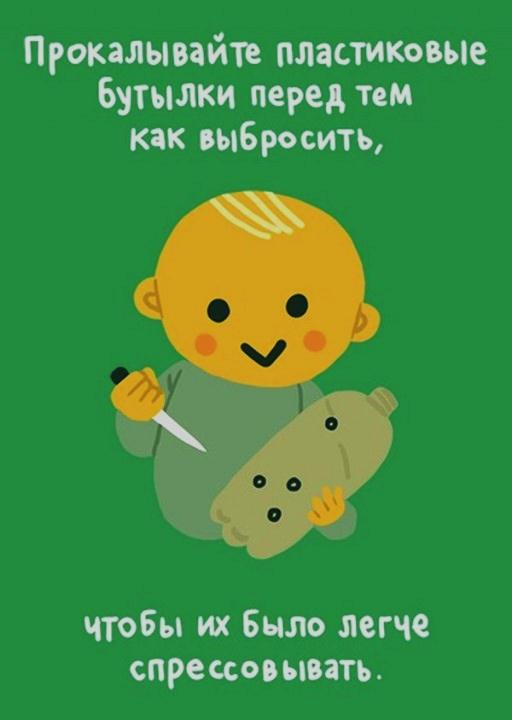 Прокалывайте пластиковые
бутылки перед тем
как выбросить,
чтобы их было легче
спрессовывать.